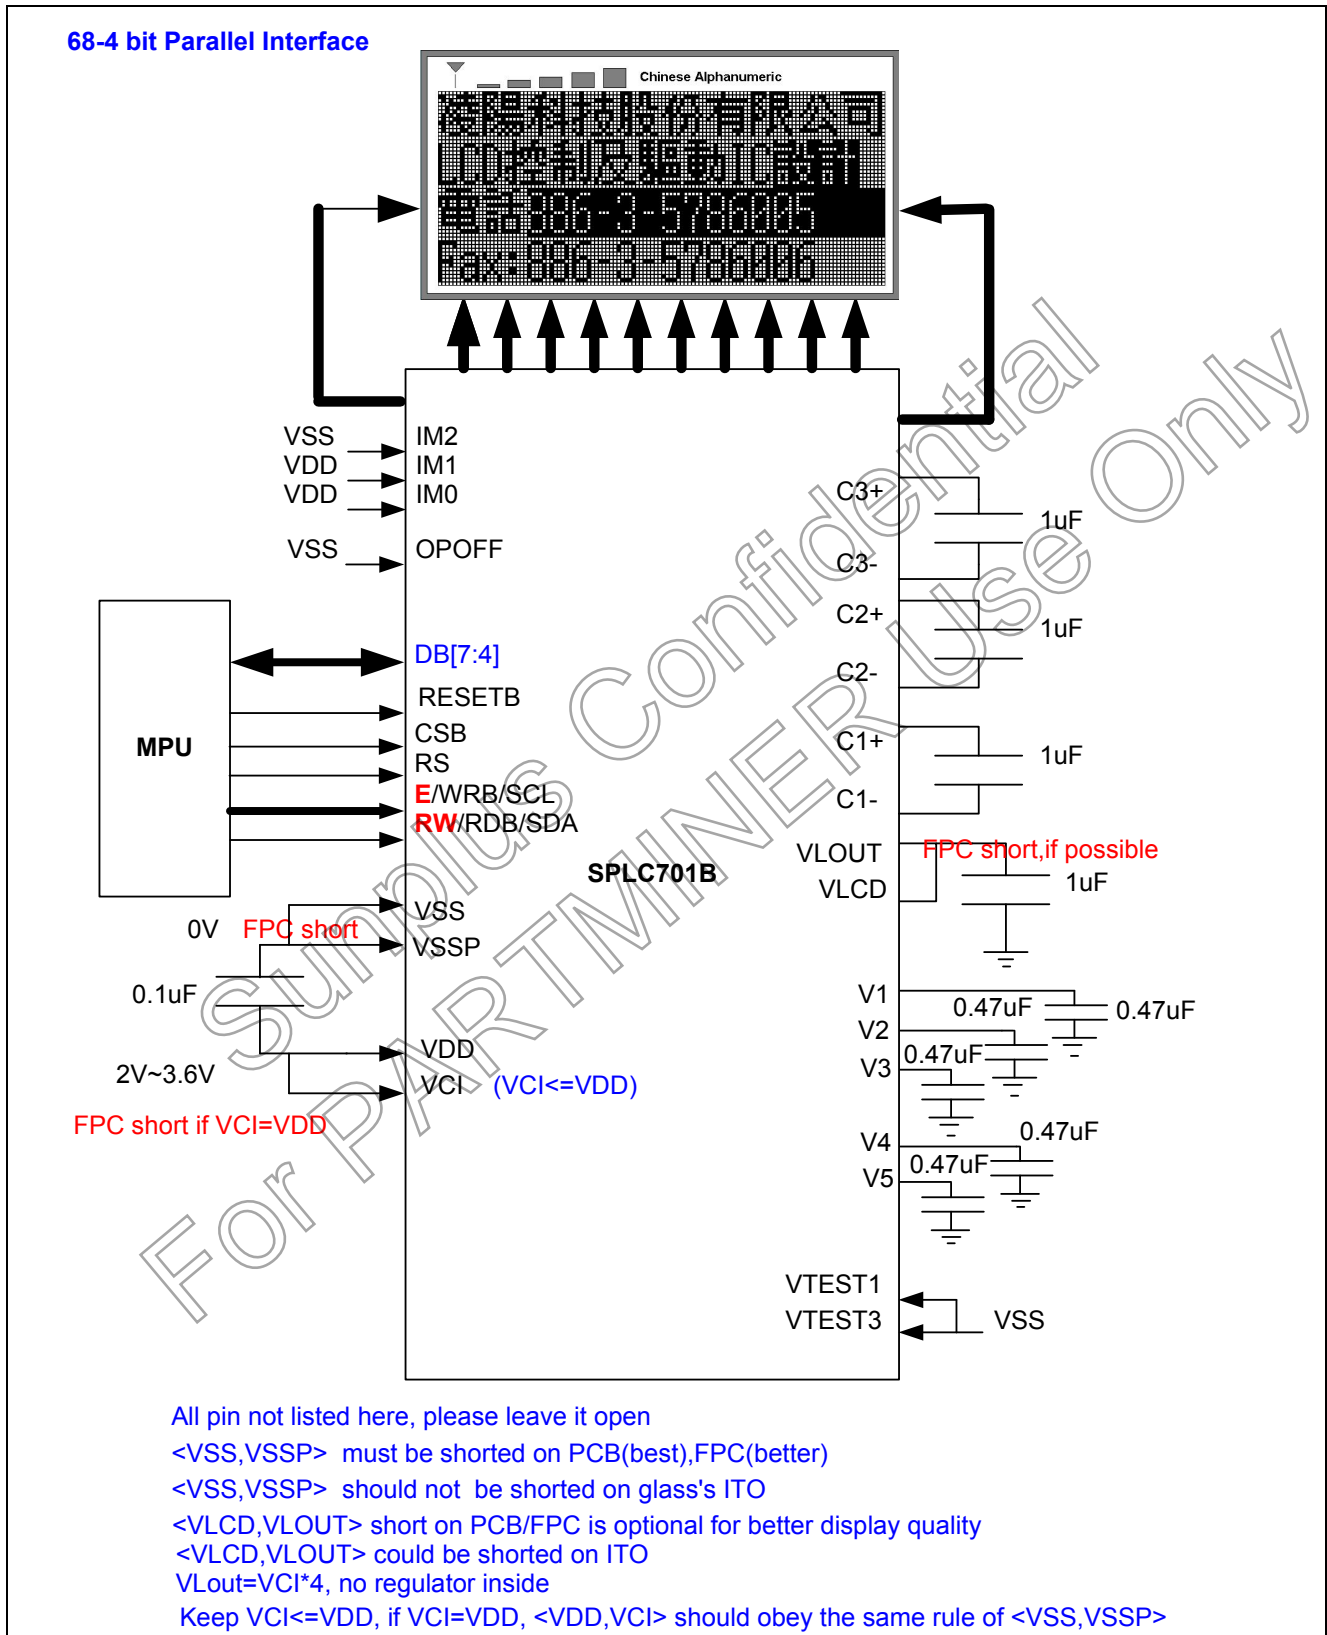 68-4 bit Parallel Interface
Chinese Alphanumeric
凌陽科技股份有限公司
LCD控制及驅動IC設計
電話886-3-5786005
Fax:886-3-5786006
VSS IM2
VDD IM1
VDD IM0
VSS OPOFF
C3+
1uF
C3-
C2+
1uF
C2-
C1+
1uF
C1-
MPU
DB[7:4]
RESETB
CSB
RS
E/WRB/SCL
RW/RDB/SDA
SPLC701B
VLOUT FPC short,if possible
VLCD 1uF
VSS
0V FPC short
VSSP
0.1uF
VDD
2V~3.6V
VCI (VCI<=VDD)
FPC short if VCI=VDD
V1 0.47uF 0.47uF
V2
V3 0.47uF
V4 0.47uF
V5 0.47uF
VTEST1
VTEST3 VSS
Sunplus Confidential
For PARTMINER Use Only
All pin not listed here, please leave it open
<VSS,VSSP> must be shorted on PCB(best),FPC(better)
<VSS,VSSP> should not be shorted on glass's ITO
<VLCD,VLOUT> short on PCB/FPC is optional for better display quality
<VLCD,VLOUT> could be shorted on ITO
VLout=VCI*4, no regulator inside
Keep VCI<=VDD, if VCI=VDD, <VDD,VCI> should obey the same rule of <VSS,VSSP>